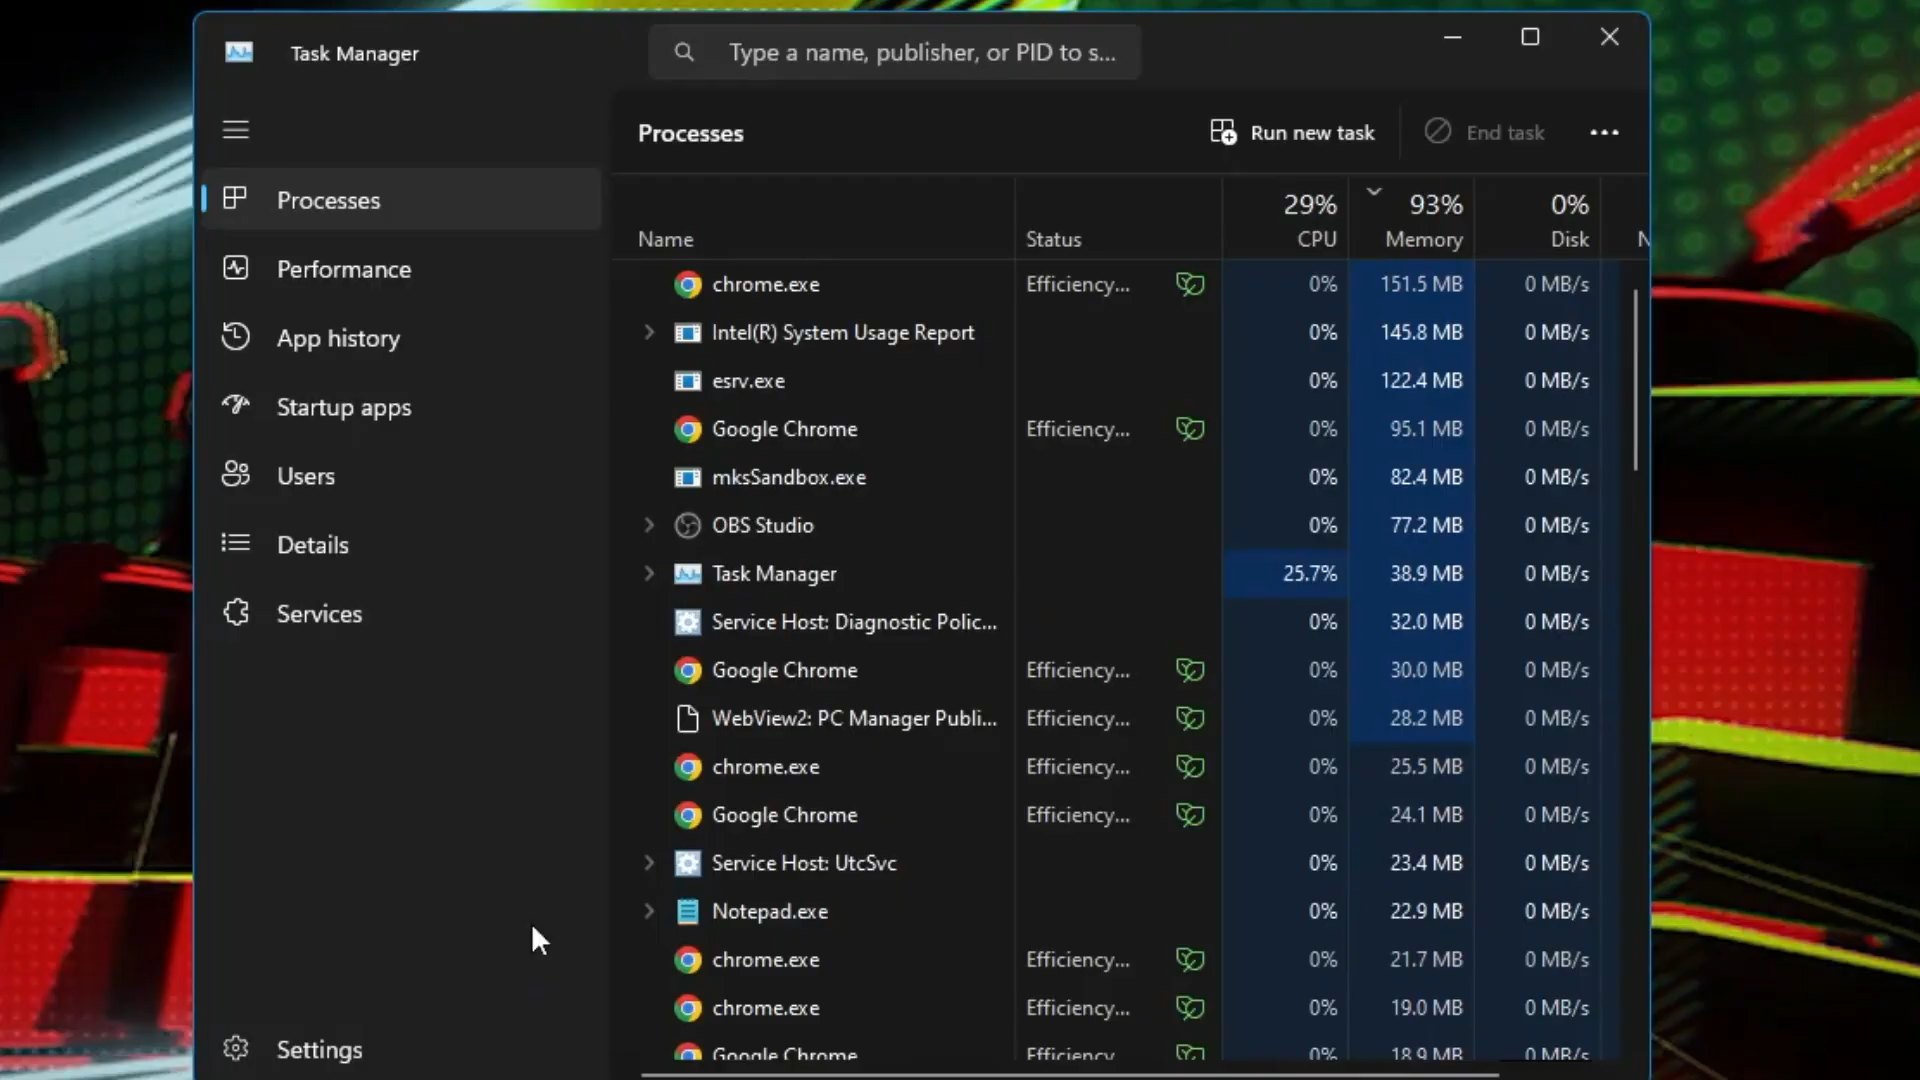 Task Manager
Type a name, publisher, or PID to s...
Processes
Performance
App history
Startup apps
Users
Details
Services
Settings
Processes
Run new task
End task
29% 93% 0%
Name Status CPU Memory Disk N
chrome.exe Efficiency... 0% 151.5 MB 0 MB/s
Intel(R) System Usage Report 0% 145.8 MB 0 MB/s
esrv.exe 0% 122.4 MB 0 MB/s
Google Chrome Efficiency... 0% 95.1 MB 0 MB/s
mksSandbox.exe 0% 82.4 MB 0 MB/s
OBS Studio 0% 77.2 MB 0 MB/s
Task Manager 25.7% 38.9 MB 0 MB/s
Service Host: Diagnostic Polic... 0% 32.0 MB 0 MB/s
Google Chrome Efficiency... 0% 30.0 MB 0 MB/s
WebView2: PC Manager Publi... Efficiency... 0% 28.2 MB 0 MB/s
chrome.exe Efficiency... 0% 25.5 MB 0 MB/s
Google Chrome Efficiency... 0% 24.1 MB 0 MB/s
Service Host: UtcSvc 0% 23.4 MB 0 MB/s
Notepad.exe 0% 22.9 MB 0 MB/s
chrome.exe Efficiency... 0% 21.7 MB 0 MB/s
chrome.exe Efficiency... 0% 19.0 MB 0 MB/s
Google Chrome Efficiency 0% 18.9 MB 0 MB/s